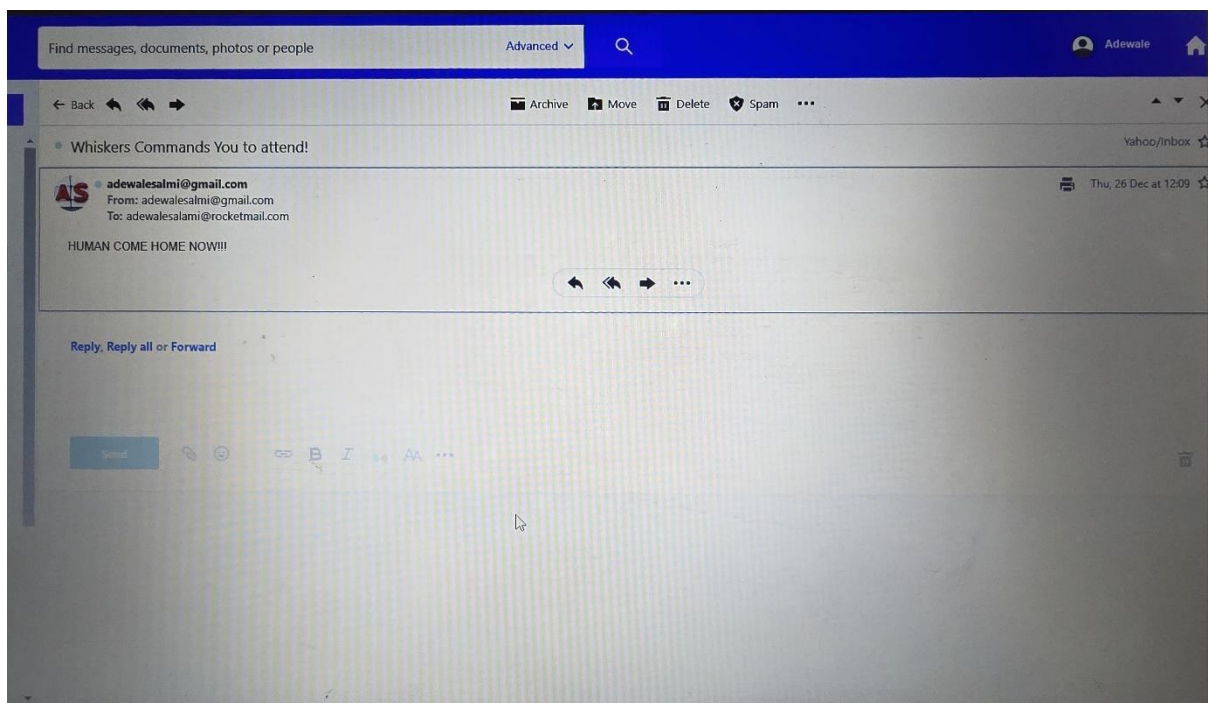 Find messages, documents, photos or people Advanced
Adewale
Back Archive Move Delete Spam
Whiskers Commands You to attend!
Yahoo/Inbox
AS
adewalesalmi@gmail.com
Thu, 26 Dec at 12:09
From: adewalesalmi@gmail.com
To: adewalesalami@rocketmail.com
HUMAN COME HOME NOW!!!
Reply, Reply all or Forward
Send B I AA